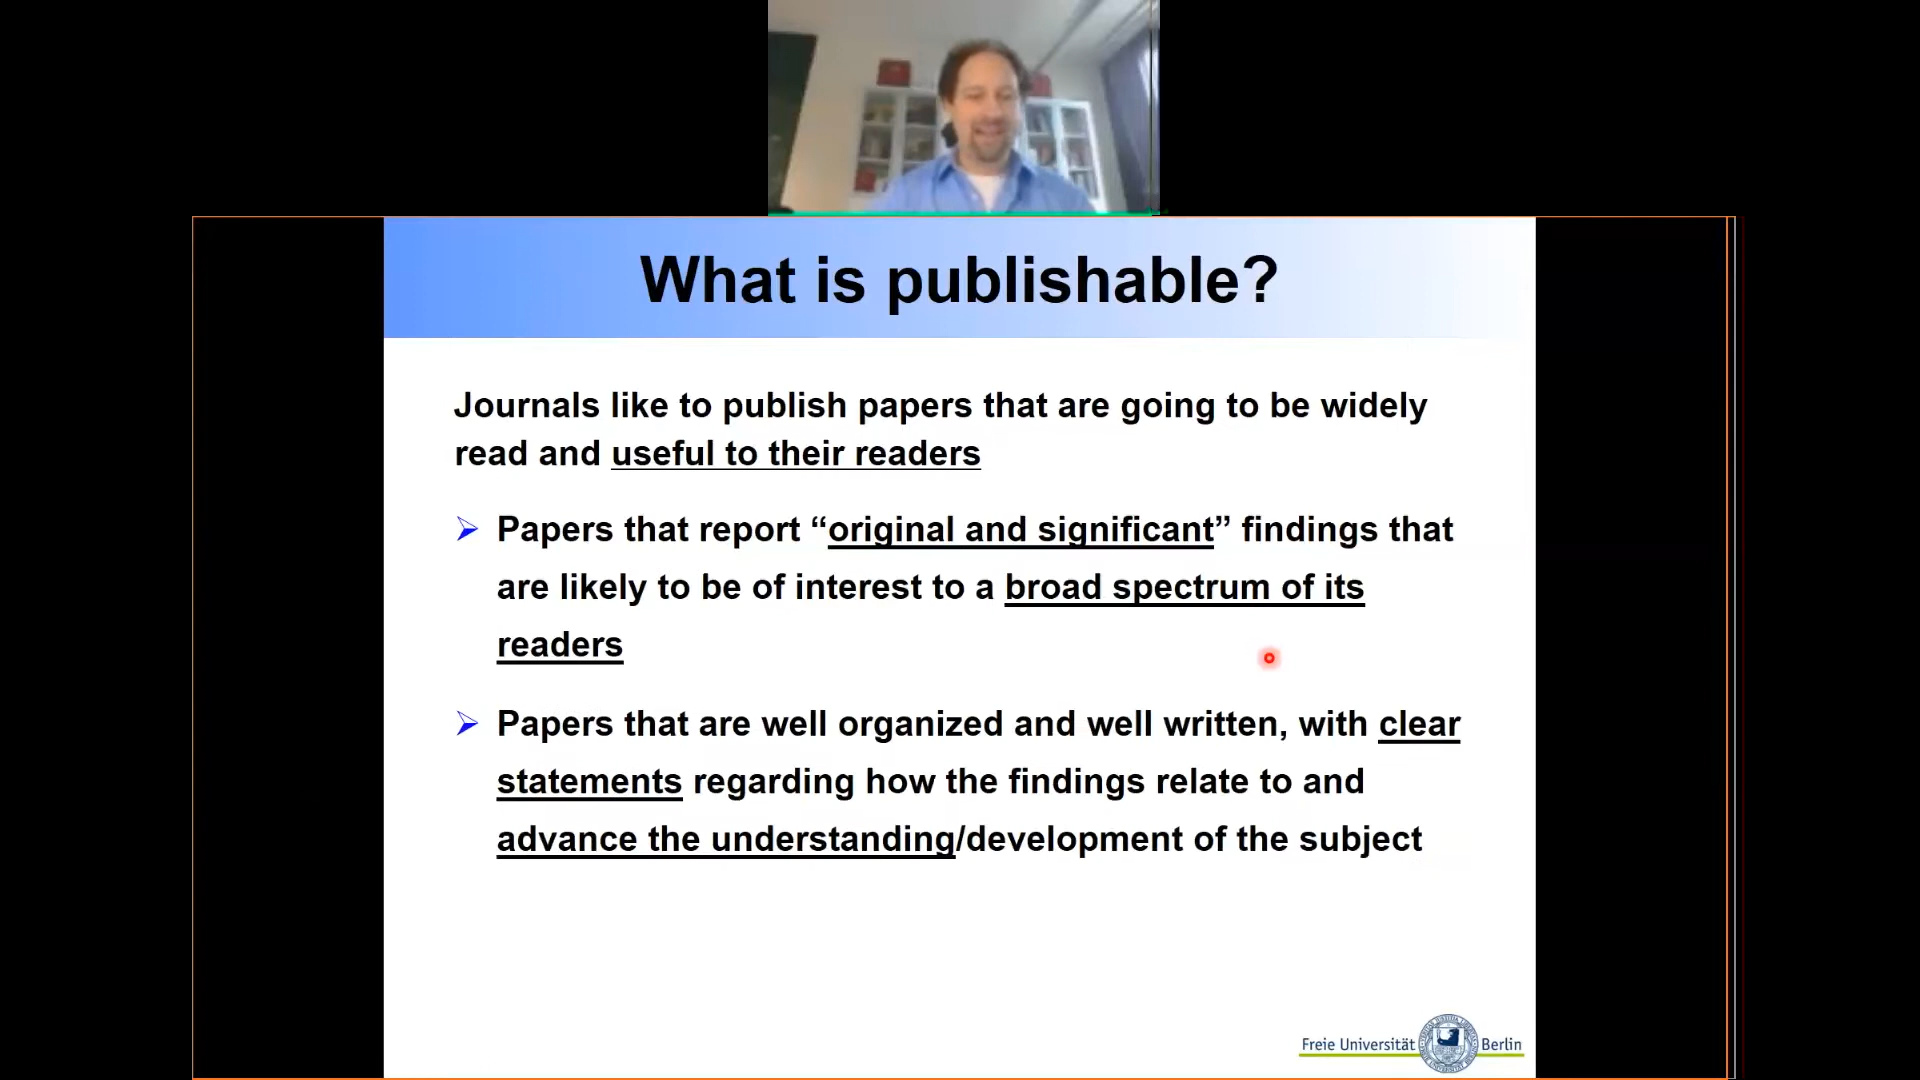 What is publishable?
Journals like to publish papers that are going to be widely
read and useful to their readers
Papers that report “original and significant” findings that
are likely to be of interest to a broad spectrum of its
readers
Papers that are well organized and well written, with clear
statements regarding how the findings relate to and
advance the understanding/development of the subject
Freie Universität Berlin